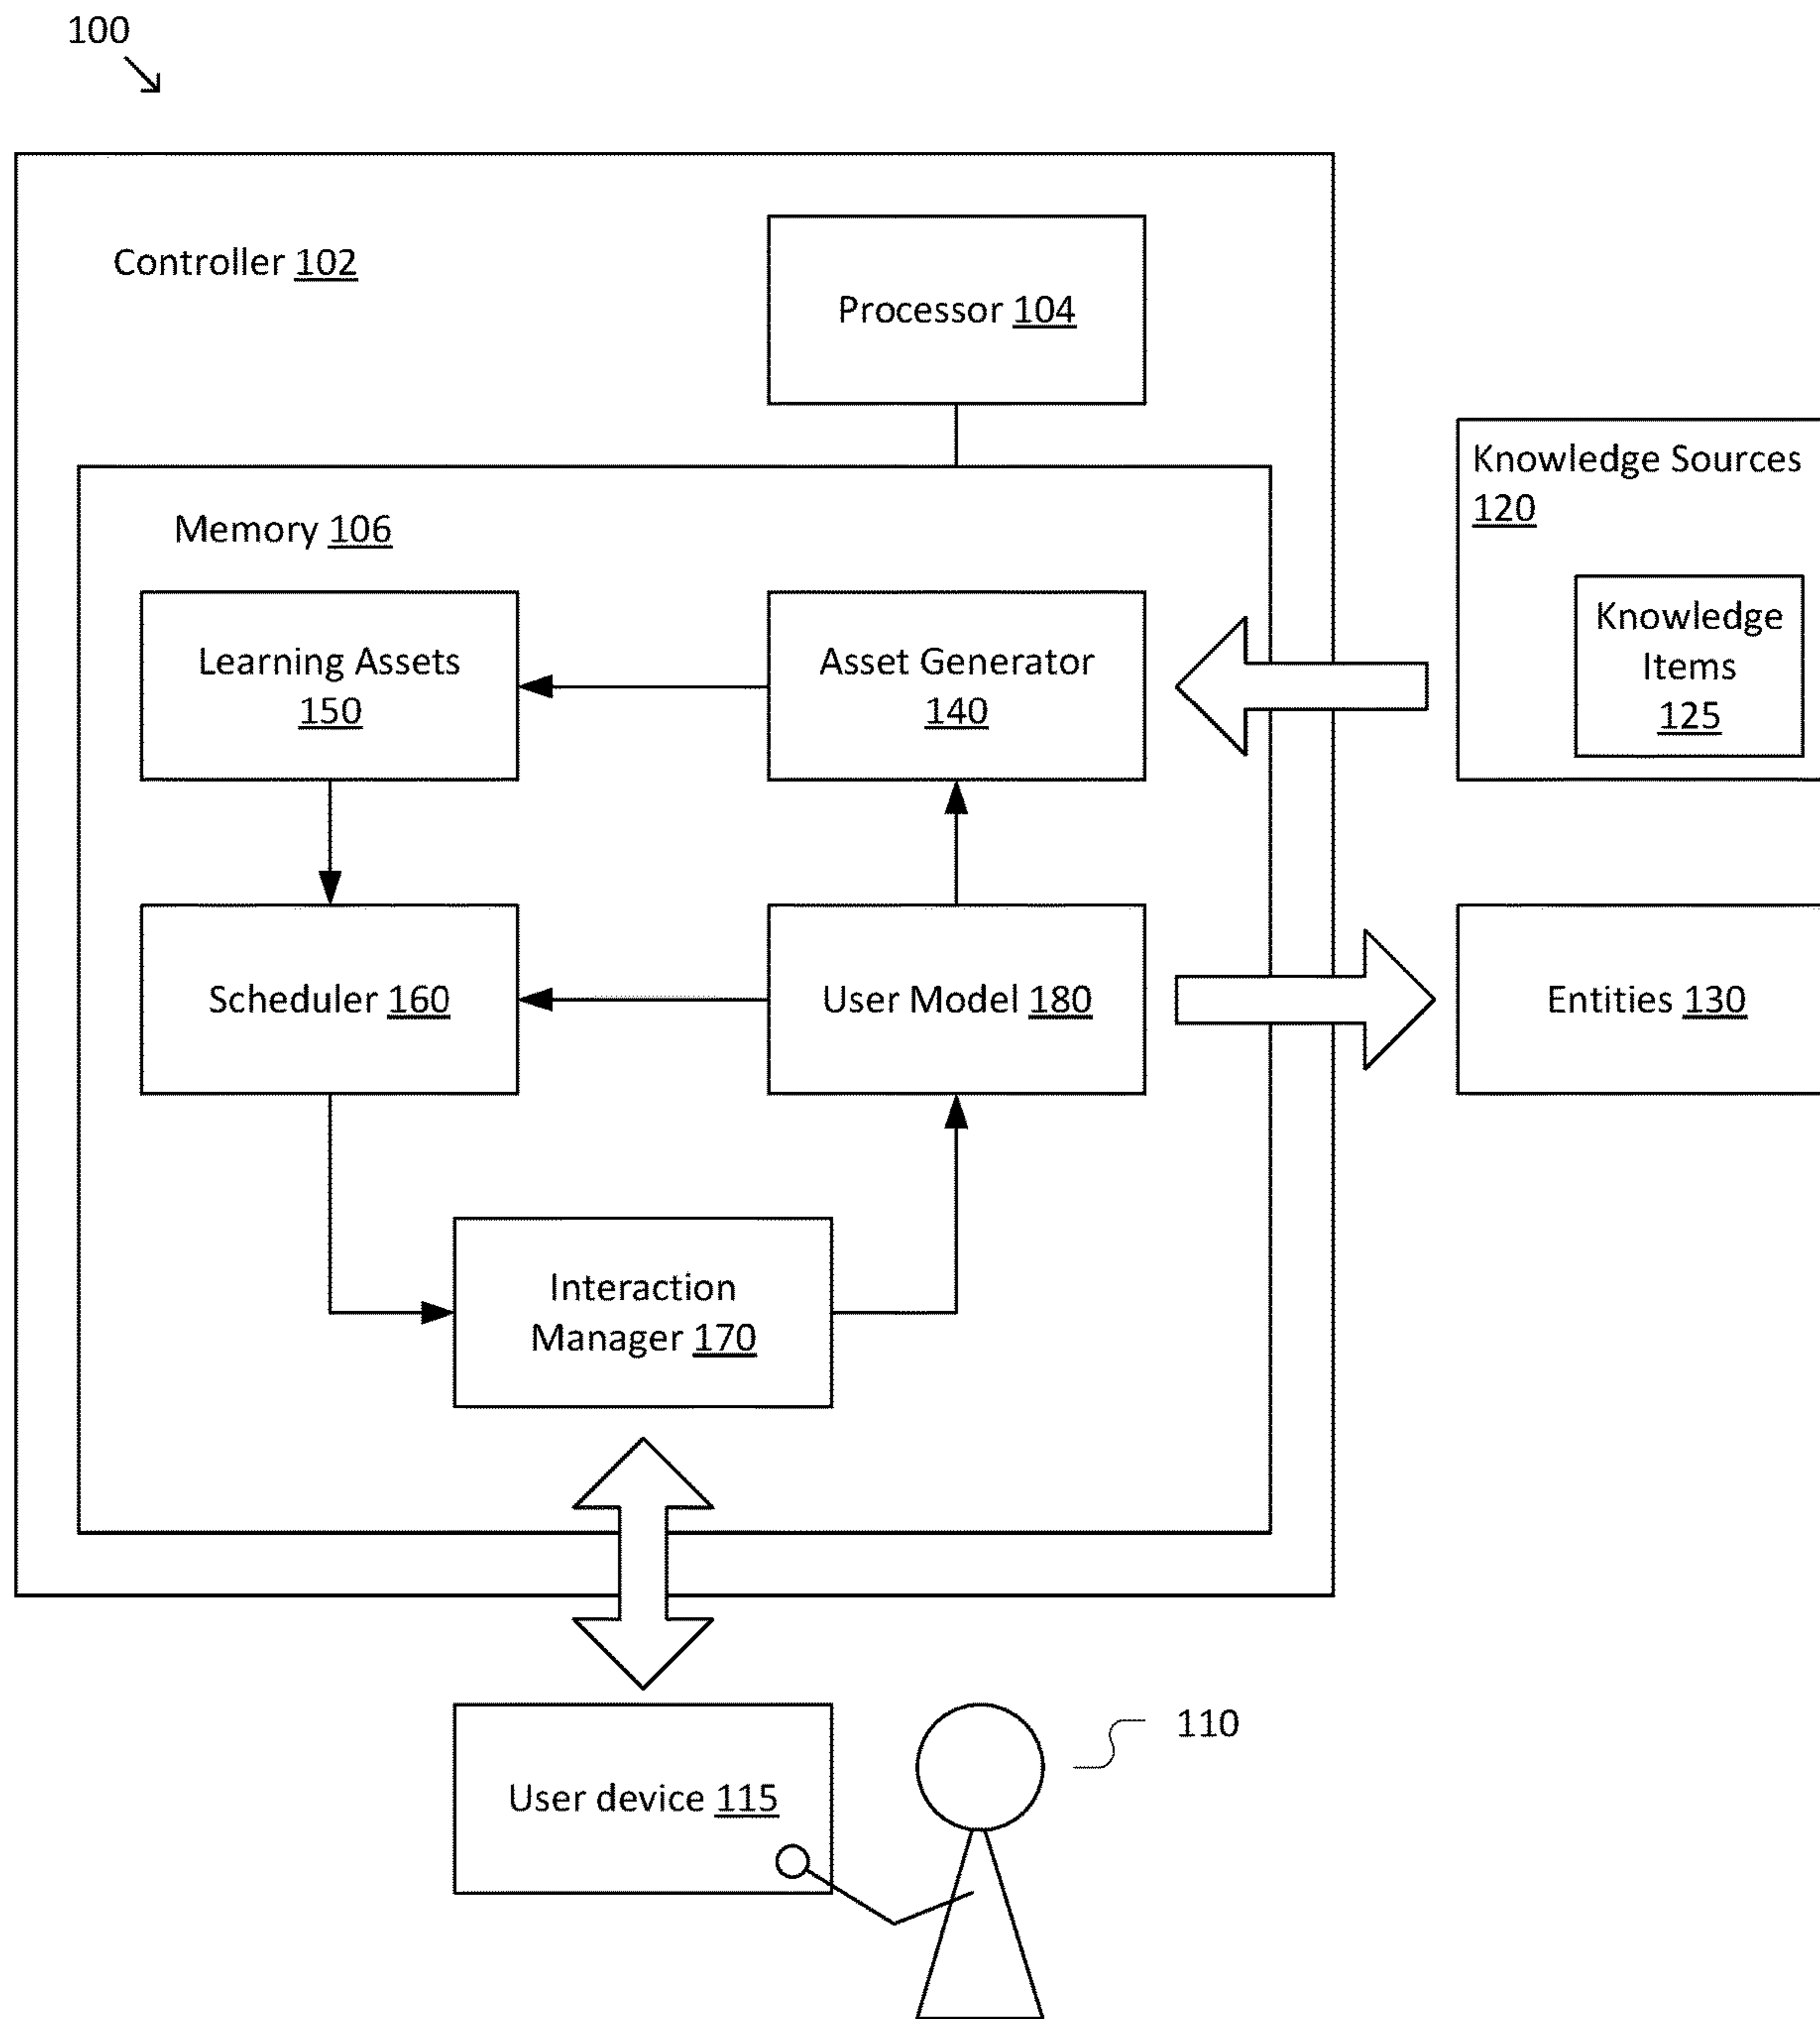 100
Controller 102
Processor 104
Knowledge Sources
120
Memory 106
Knowledge
Items
125
Learning Assets
150
Asset Generator
140
Scheduler 160
User Model 180
Entities 130
Interaction
Manager 170
User device 115
110